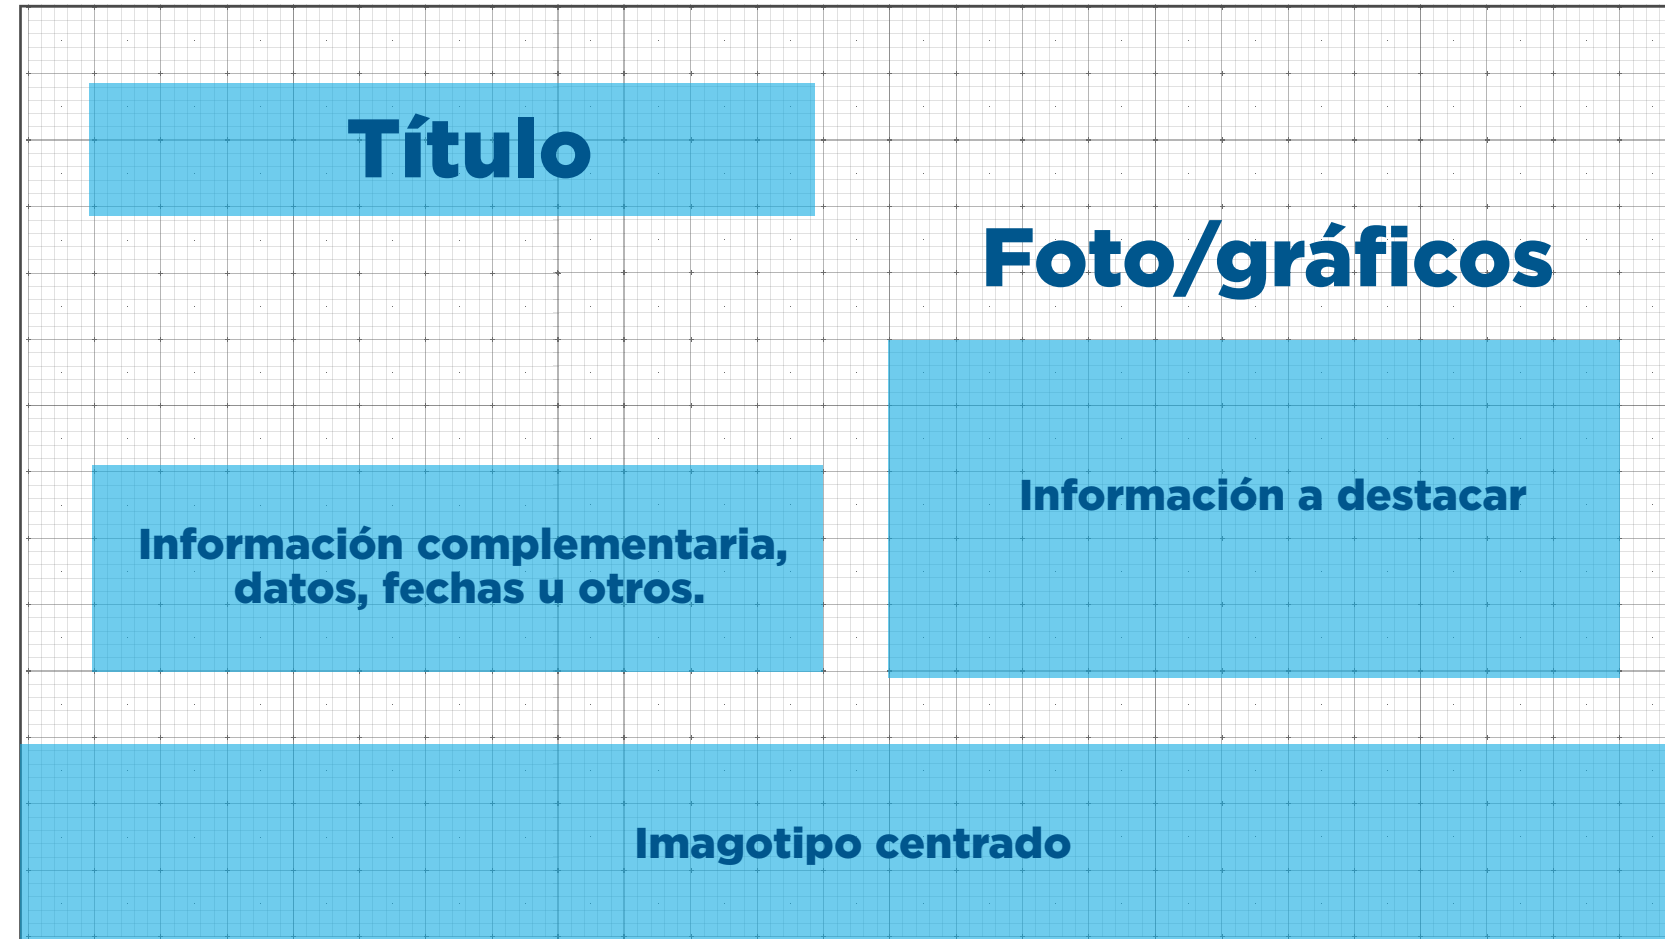 Título
Foto/gráficos
Información a destacar
Información complementaria,
datos, fechas u otros.
Imagotipo centrado